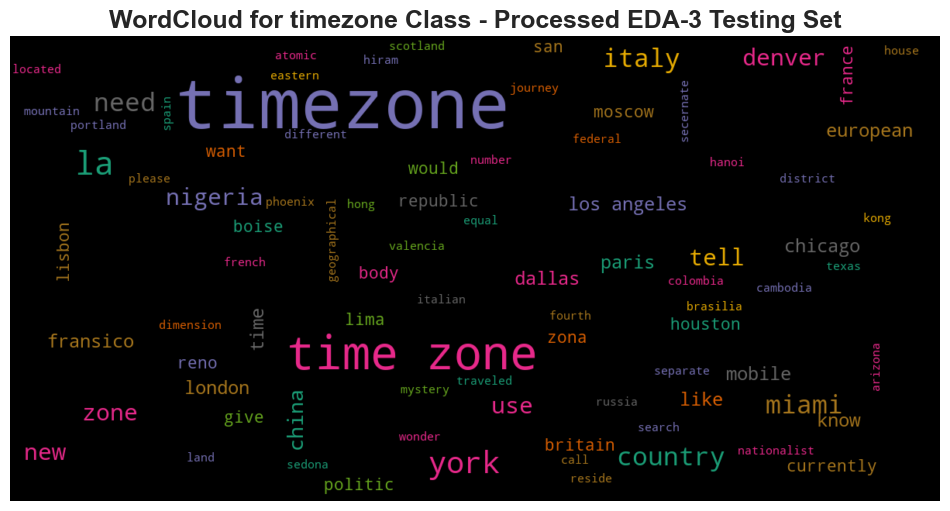 WordCloud for timezone Class - Processed EDA-3 Testing Set
scotland
san
italy
denver
france
house
atomic
hiram
located
eastern
journey
secernate
need
timezone
moscow
mountain
spain
portland
different
federal
european
want
number
la
would
hanoi
please
district
nigeria
phoenix
hong
republic
los angeles
geographical
equal
kong
boise
lisbon
valencia
chicago
french
body
paris
tell
texas
dallas
colombia
cambodia
italian
brasilia
dimension
time
lima
fourth
houston
fransico
zona
time zone
reno
separate
mobile
arizona
london
mystery
traveled
china
russia
like
miami
zone
give
use
know
search
wonder
britain
new
land
york
country
nationalist
sedona
call
currently
politic
reside